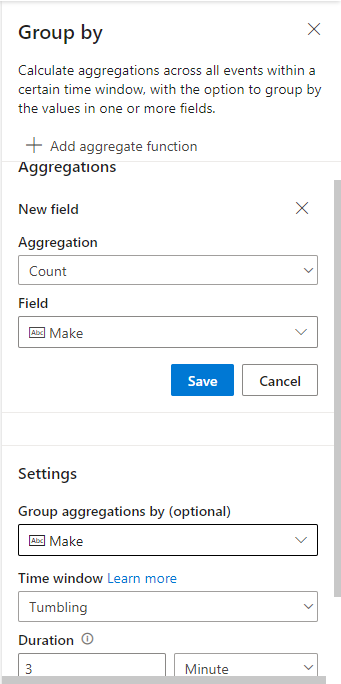 Group by
Calculate aggregations across all events within a
certain time window, with the option to group by
the values in one or more fields.
Add aggregate function
Aggregations
New field
Aggregation
Count
Field
Abc Make
Save Cancel
Settings
Group aggregations by (optional)
Abc Make
Time window Learn more
Tumbling
Duration
3 Minute